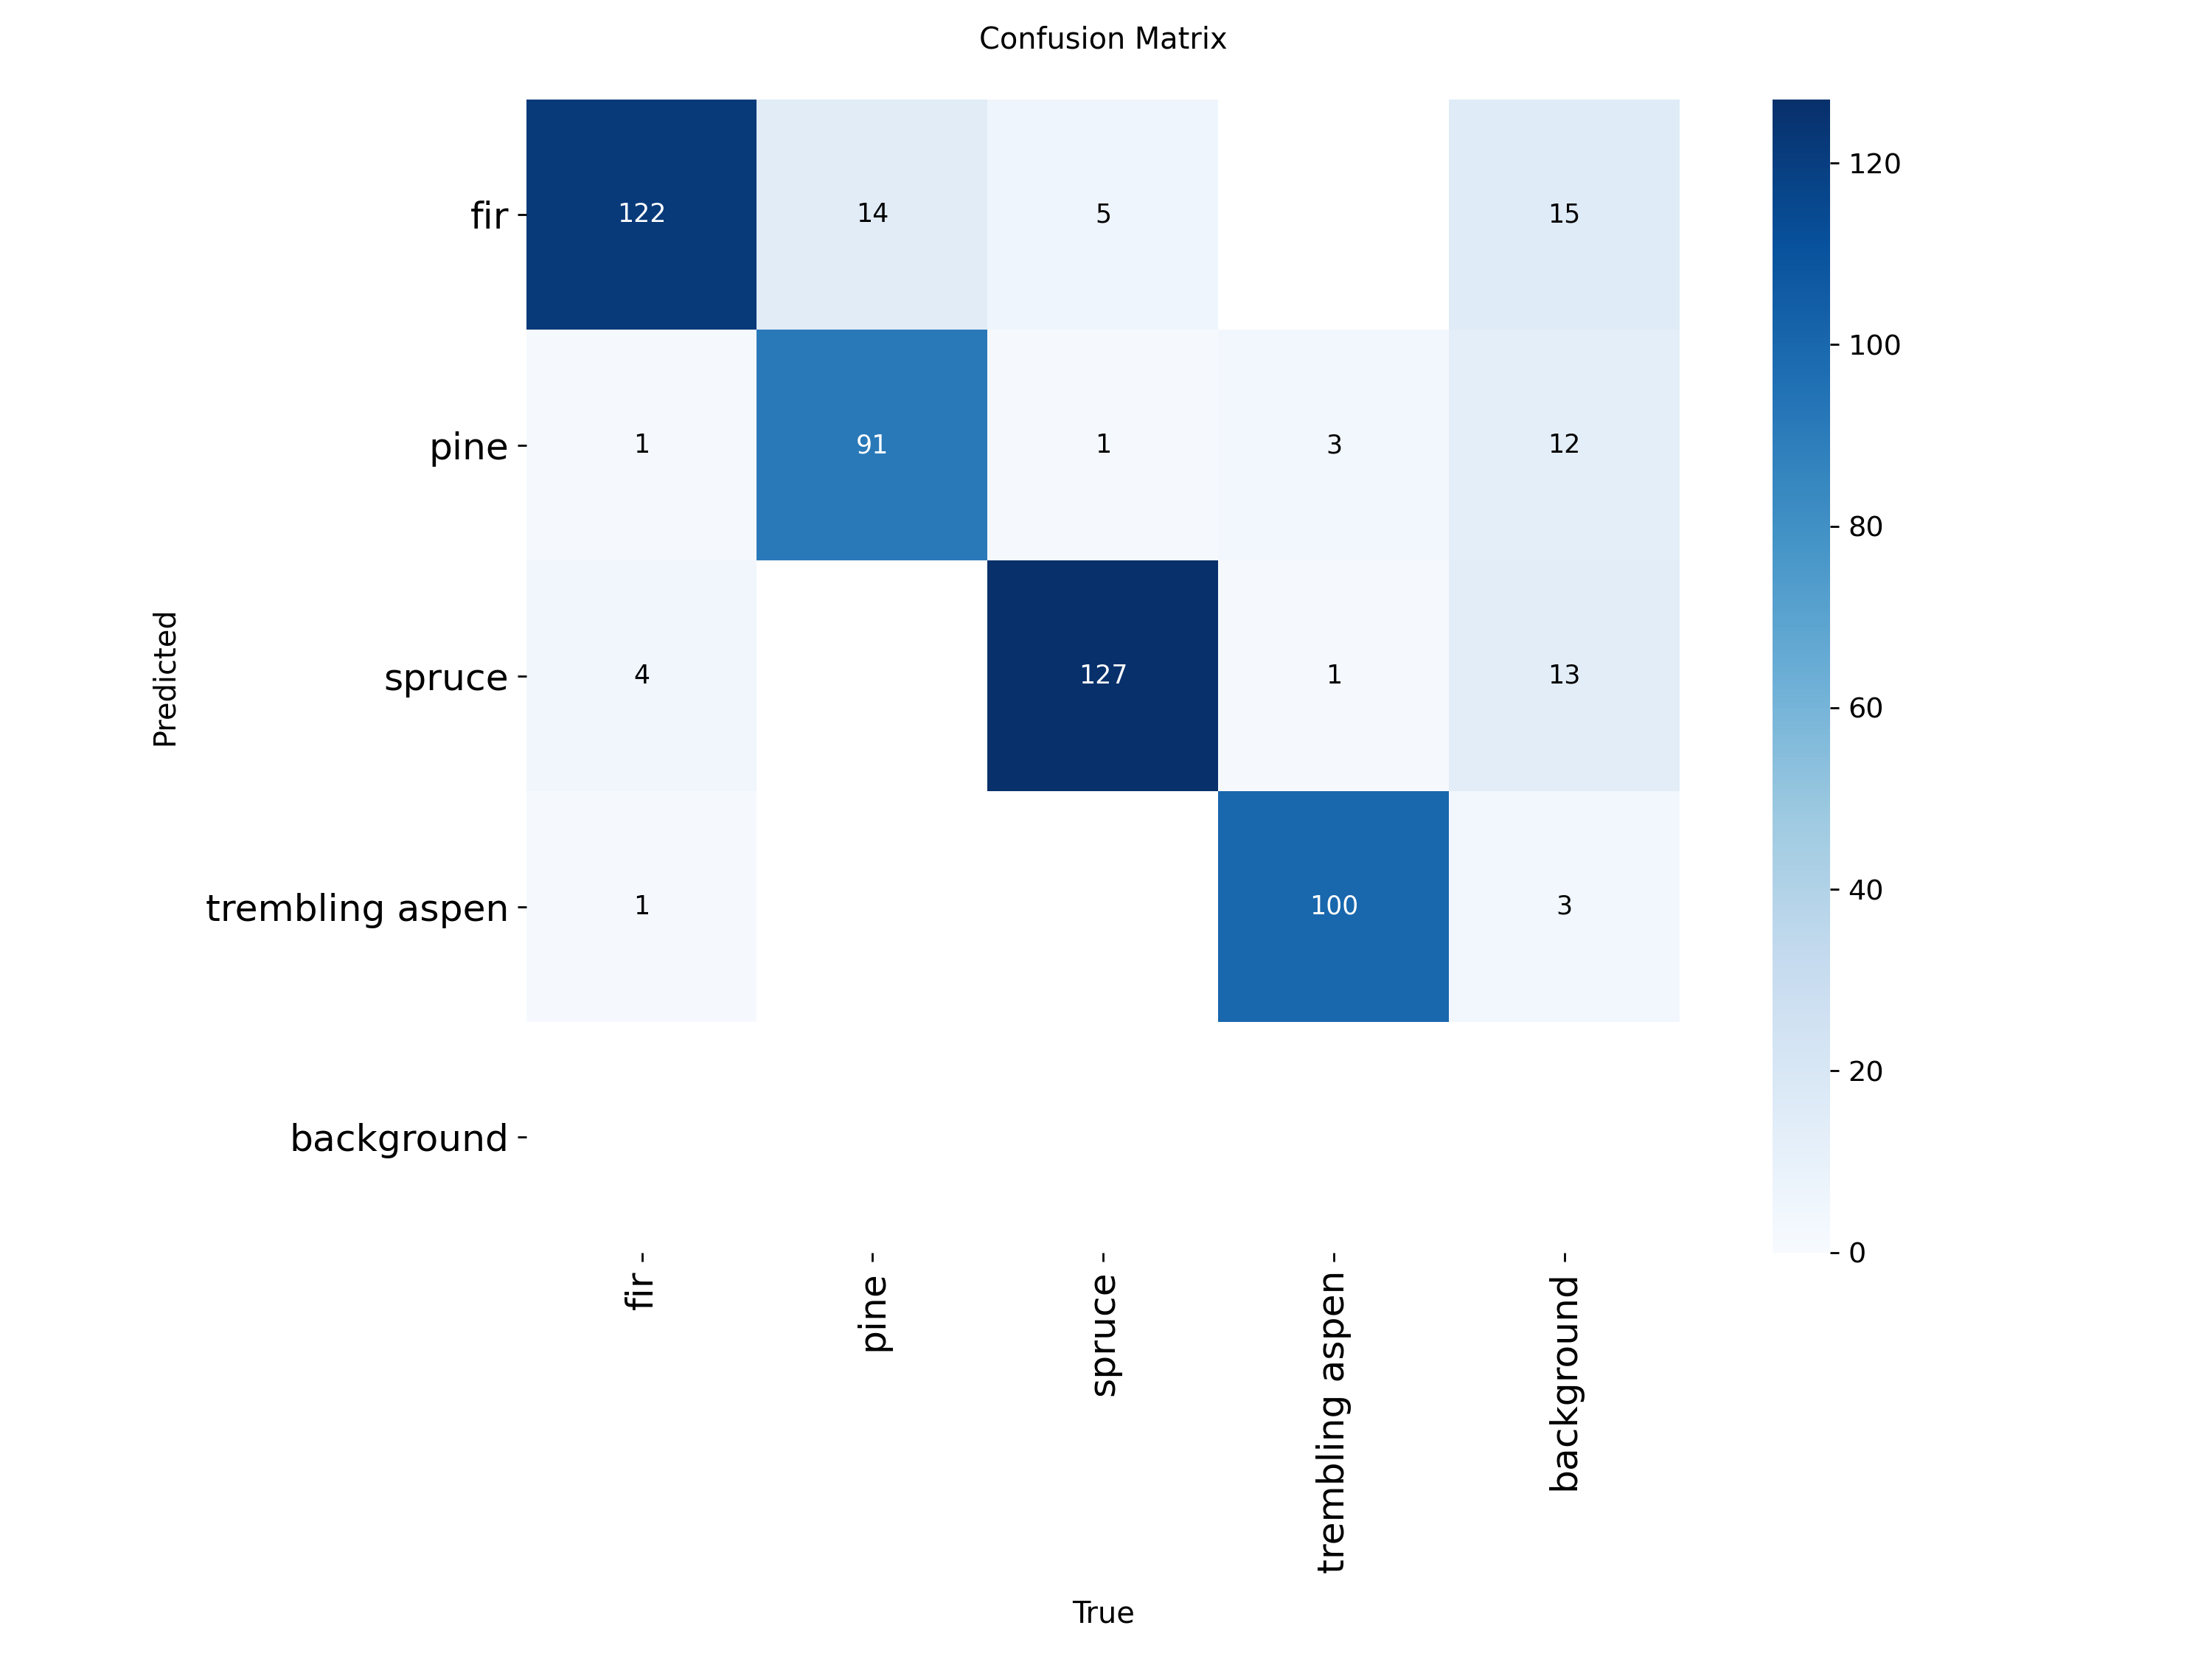 Confusion Matrix
fir
122
14
5
15
pine
1
91
1
3
12
spruce
4
127
1
13
trembling aspen
1
100
3
background
fir
pine
spruce
trembling aspen
background
True
Predicted
120
100
80
60
40
20
0